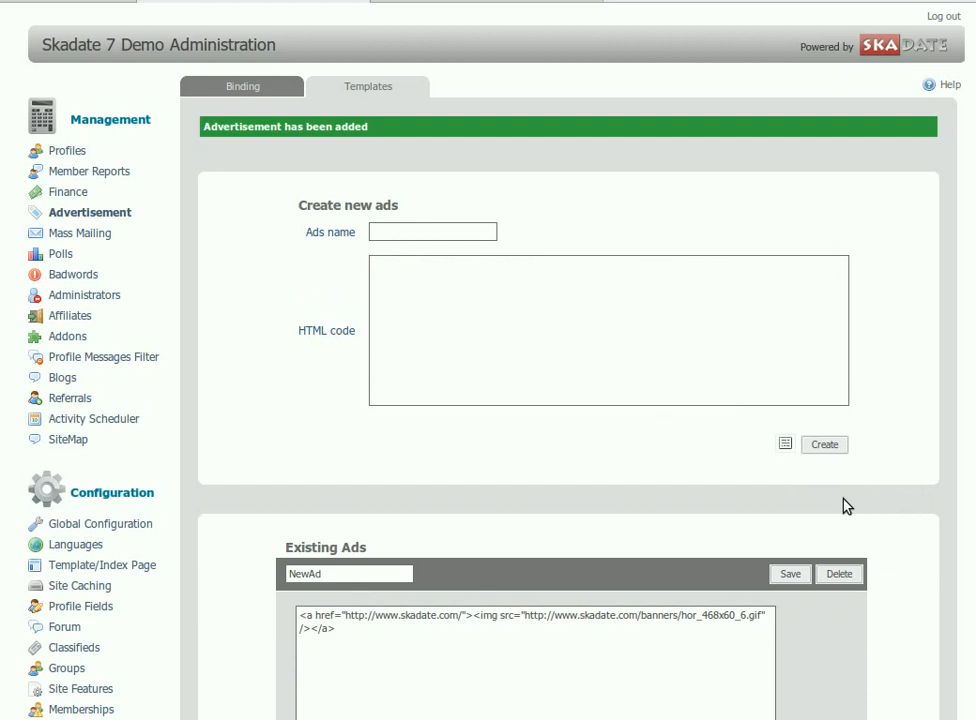 Log out
Skadate 7 Demo Administration
Powered by SKADATE
Binding
Templates
Help
Management
Profiles
Member Reports
Finance
Advertisement
Mass Mailing
Polls
Badwords
Administrators
Affiliates
Addons
Profile Messages Filter
Blogs
Referrals
Activity Scheduler
SiteMap
Configuration
Global Configuration
Languages
Template/Index Page
Site Caching
Profile Fields
Forum
Classifieds
Groups
Site Features
Memberships
Advertisement has been added
Create new ads
Ads name
HTML code
Create
Existing Ads
NewAd
Save
Delete
<a href="http://www.skadate.com/"><img src="http://www.skadate.com/banners/hor_468x60_6.gif"
/></a>